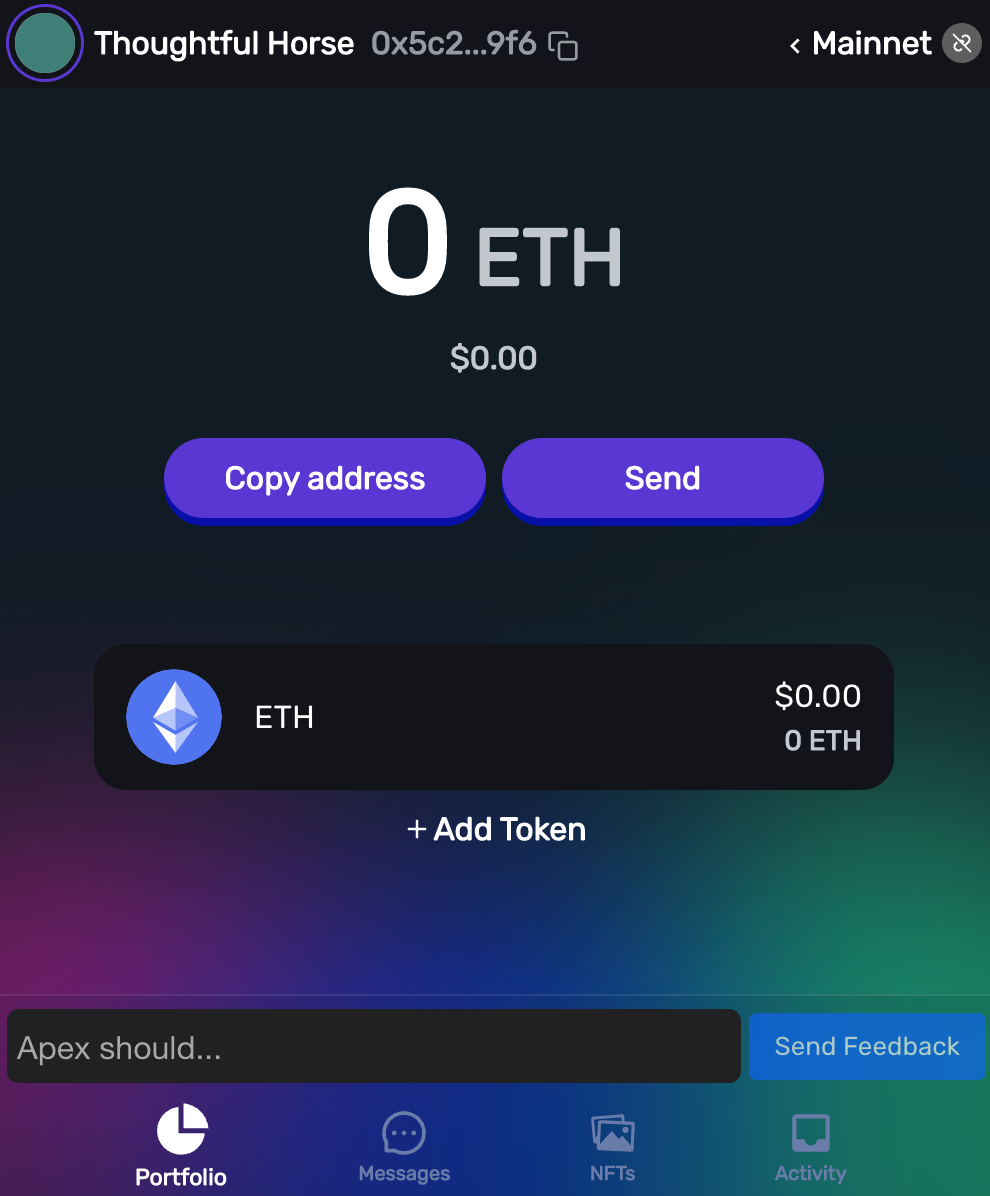 Thoughtful Horse 0x5c2...9f6 < Mainnet
0 ETH
$0.00
Copy address Send
ETH $0.00
0 ETH
+ Add Token
Apex should... Send Feedback
Portfolio Messages NFTs Activity